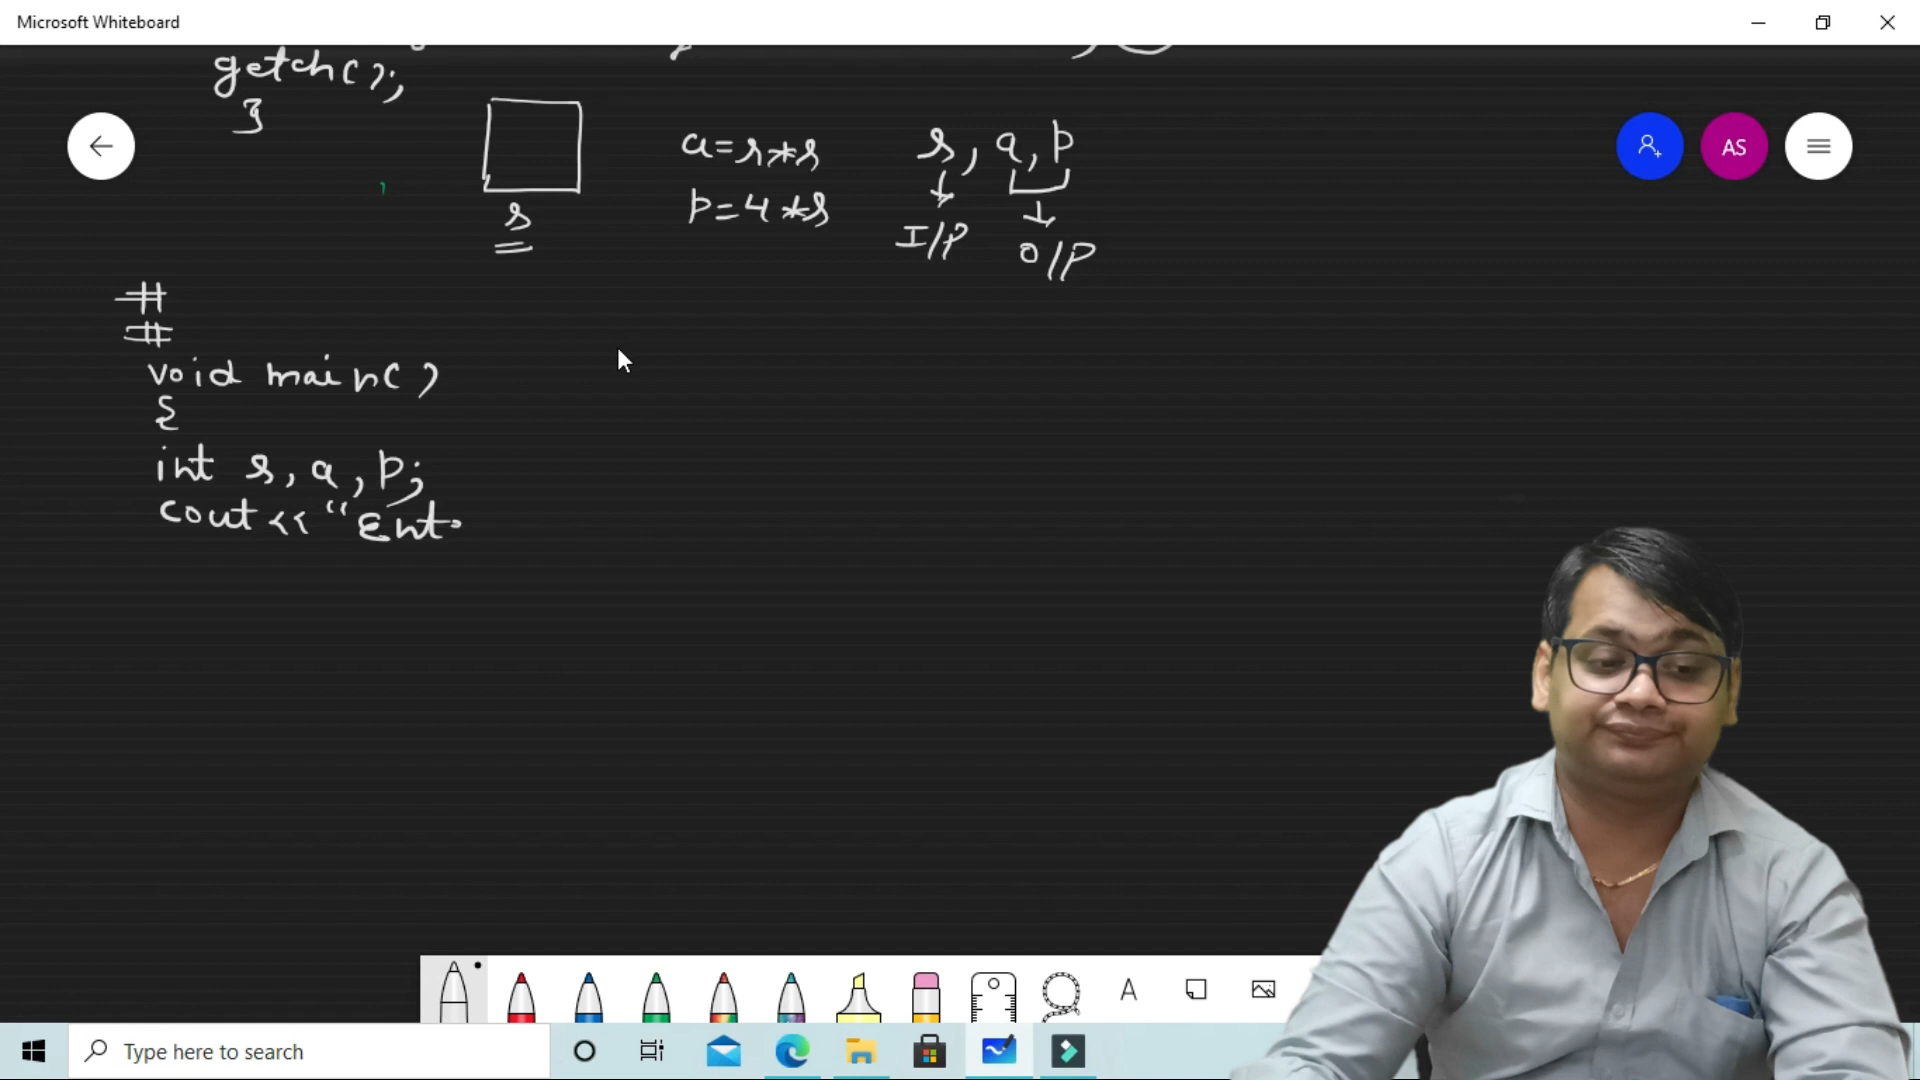 Microsoft Whiteboard
getch();
}
s
a=s*s
p=4*s
s, a, p
I/P
O/P
AS
#
#
void main()
{
int s, a, p;
cout<<"Ent
A
Type here to search